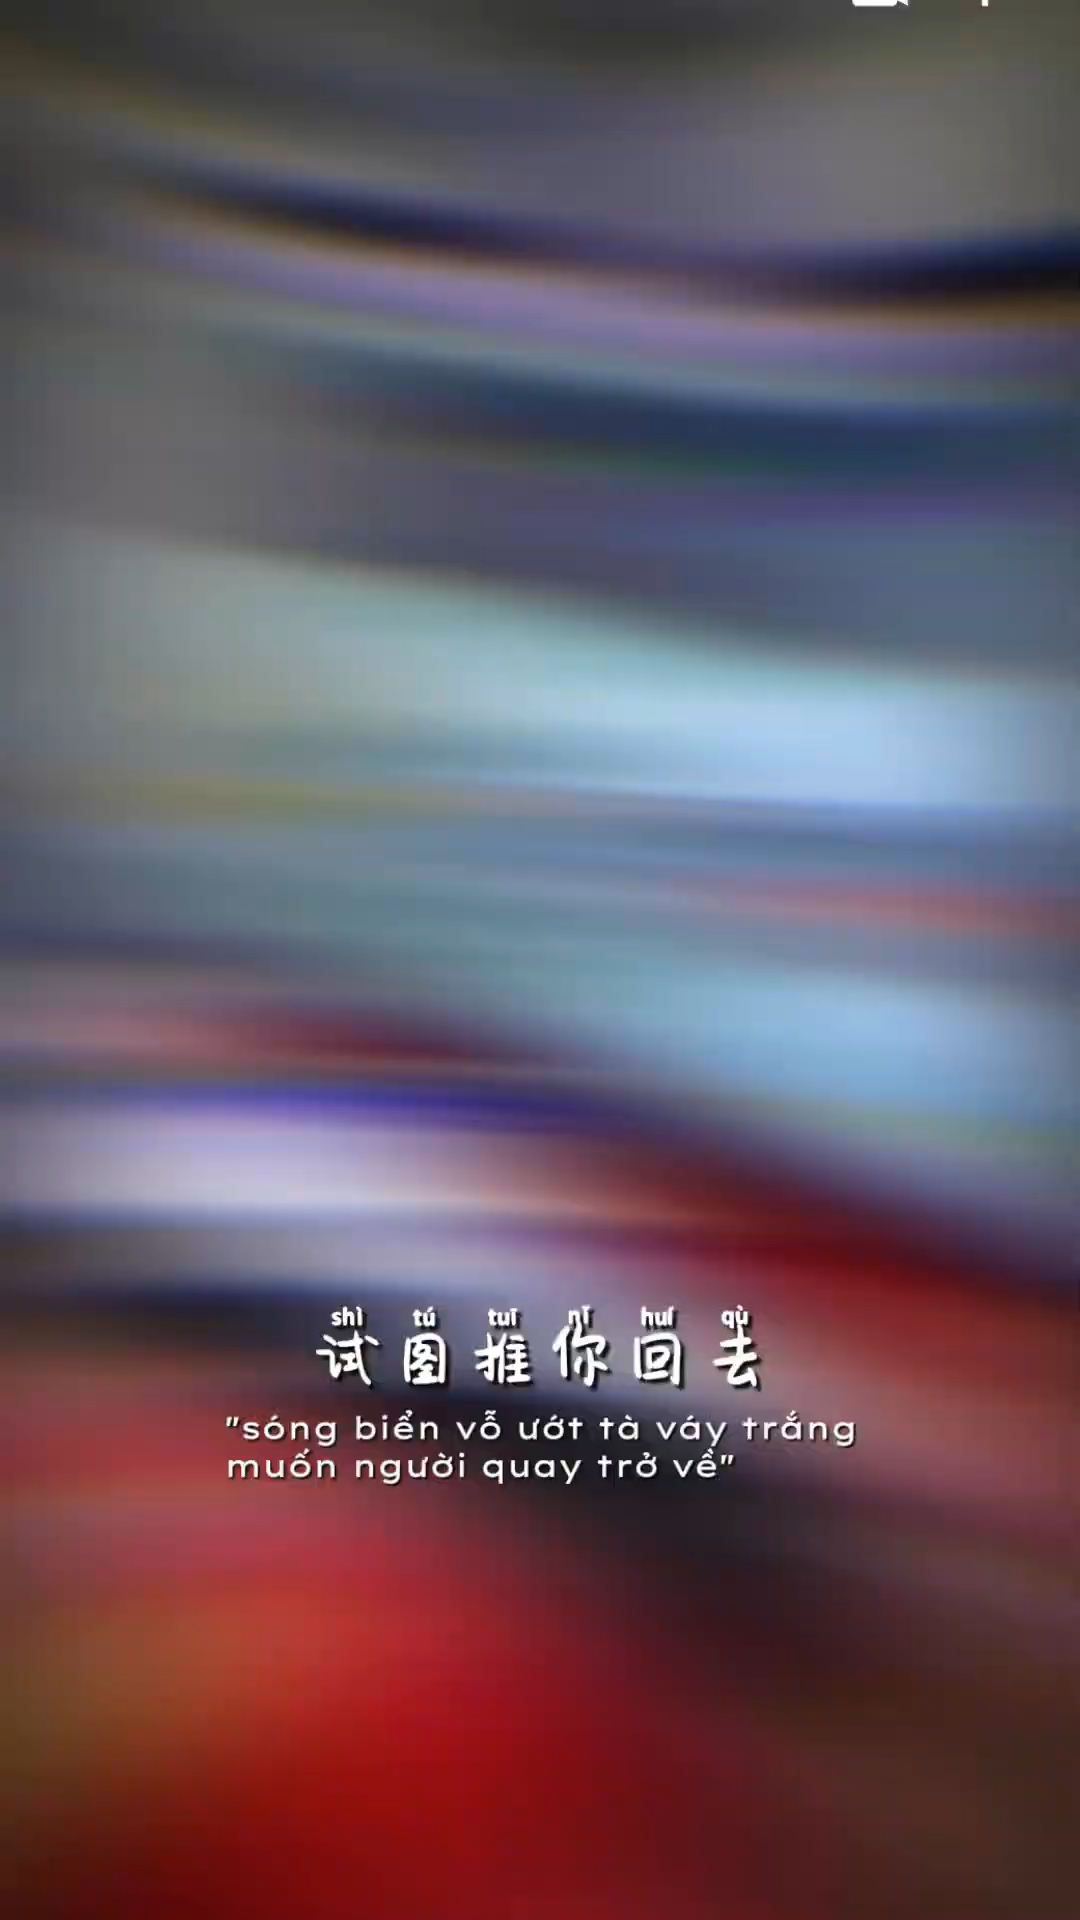 shì tú tuī nǐ huí qù
试图推你回去
"sóng biển vỗ ướt tà váy trắng
muốn người quay trở về"